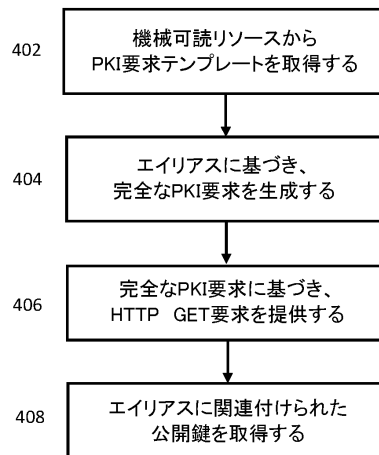 402
機械可読リソースから
PKI要求テンプレートを取得する
404
エイリアスに基づき、
完全なPKI要求を生成する
406
完全なPKI要求に基づき、
HTTP GET要求を提供する
408
エイリアスに関連付けられた
公開鍵を取得する